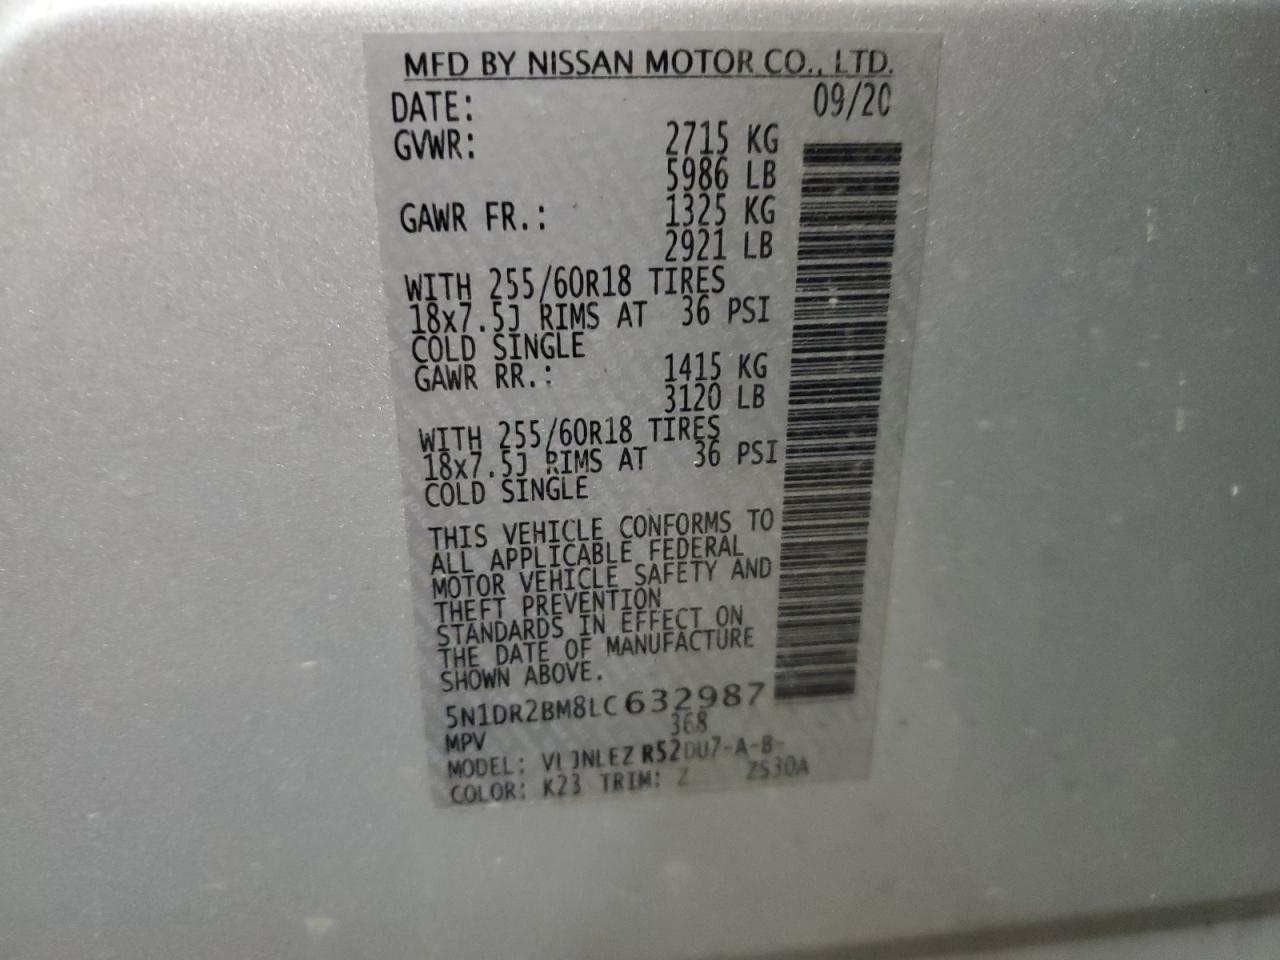 MFD BY NISSAN MOTOR CO., LTD.
DATE: 09/20
GVWR: 2715 KG
5986 LB
GAWR FR.: 1325 KG
2921 LB
WITH 255/60R18 TIRES
18x7.5J RIMS AT 36 PSI
COLD SINGLE
GAWR RR.: 1415 KG
3120 LB
WITH 255/60R18 TIRES
18x7.5J RIMS AT 36 PSI
COLD SINGLE
THIS VEHICLE CONFORMS TO
ALL APPLICABLE FEDERAL
MOTOR VEHICLE SAFETY AND
THEFT PREVENTION
STANDARDS IN EFFECT ON
THE DATE OF MANUFACTURE
SHOWN ABOVE.
5N1DR2BM8LC632987
MPV 368
MODEL:
COLOR: K23 TRIM: Z ZS30A